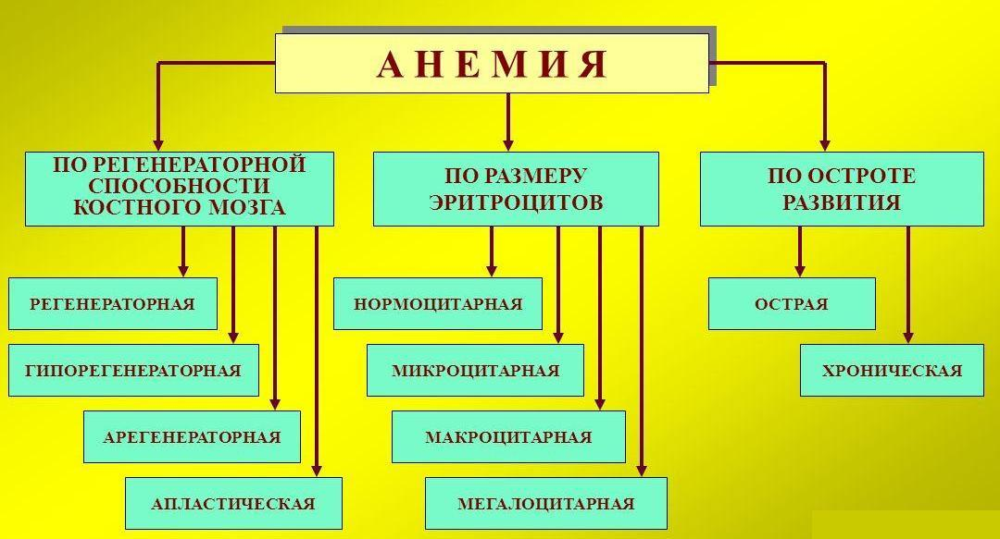 А Н Е М И Я
ПО РЕГЕНЕРАТОРНОЙ
СПОСОБНОСТИ
КОСТНОГО МОЗГА
РЕГЕНЕРАТОРНАЯ
ГИПОРЕГЕНЕРАТОРНАЯ
АРЕГЕНЕРАТОРНАЯ
АПЛАСТИЧЕСКАЯ
ПО РАЗМЕРУ
ЭРИТРОЦИТОВ
НОРМОЦИТАРНАЯ
МИКРОЦИТАРНАЯ
МАКРОЦИТАРНАЯ
МЕГАЛОЦИТАРНАЯ
ПО ОСТРОТЕ
РАЗВИТИЯ
ОСТРАЯ
ХРОНИЧЕСКАЯ